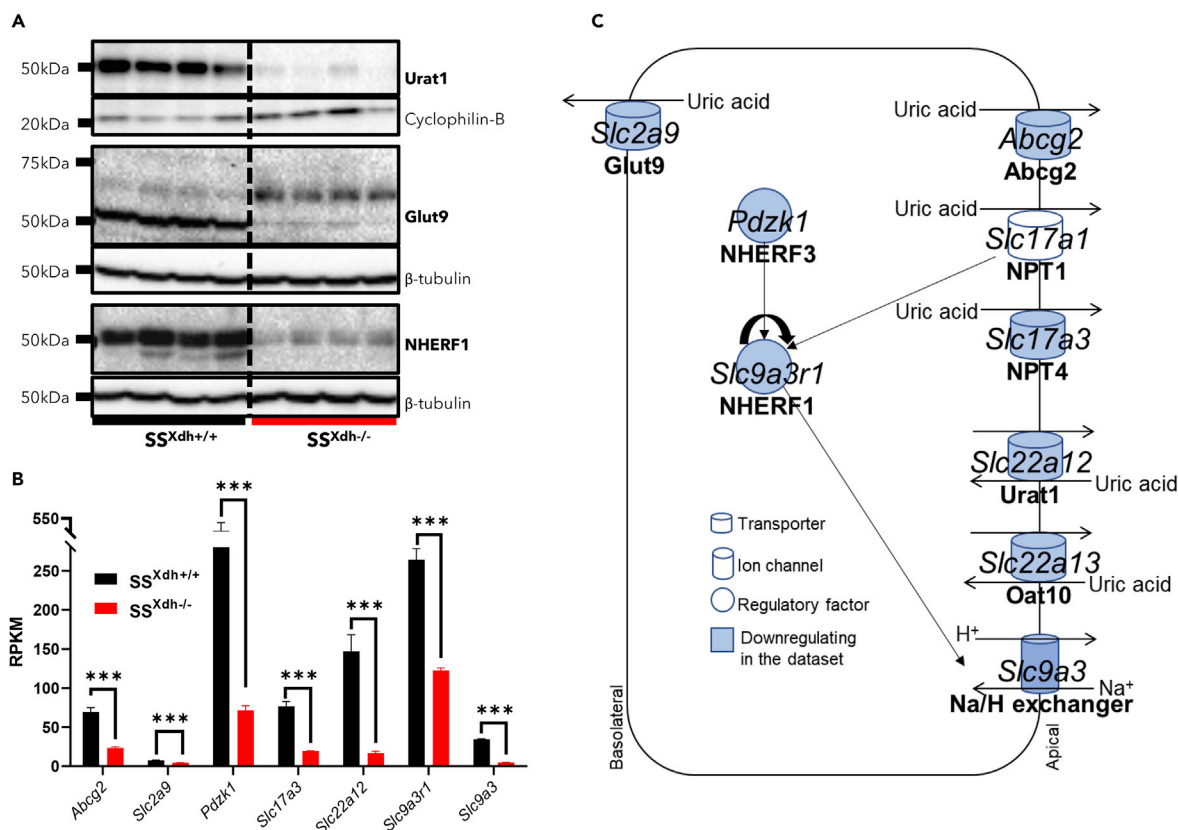 A
50kDa
Urat1
20kDa
Cyclophilin-B
75kDa
50kDa
Glut9
50kDa
β-tubulin
50kDa
NHERF1
50kDa
β-tubulin
SS^Xdh+/+
SS^Xdh-/-
B
RPKM
550
250
150
100
50
0
SS^Xdh+/+
SS^Xdh-/-
***
***
***
***
***
***
***
Abcg2
Slc2a9
Pdzk1
Slc17a3
Slc22a12
Slc9a3r1
Slc9a3
C
Uric acid
Slc2a9
Glut9
Uric acid
Abcg2
Abcg2
Pdzk1
NHERF3
Uric acid
Slc17a1
NPT1
Uric acid
Slc17a3
NPT4
Slc9a3r1
NHERF1
Slc22a12
Urat1
Uric acid
Slc22a13
Oat10
Uric acid
H+
Slc9a3
Na+
Na/H exchanger
Transporter
Ion channel
Regulatory factor
Downregulating
in the dataset
Basolateral
Apical